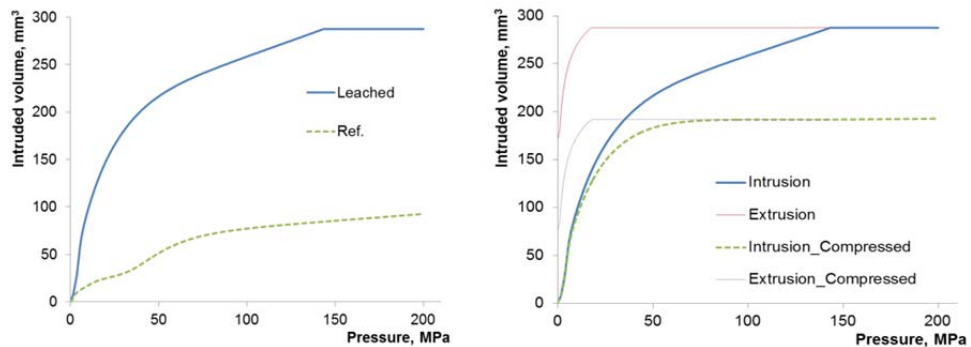 Intruded volume, mm³
300
250
200
150
100
50
0
Leached
Ref.
0 50 100 150 200
Pressure, MPa
Intruded volume, mm³
300
250
200
150
100
50
0
Intrusion
Extrusion
Intrusion_Compressed
Extrusion_Compressed
0 50 100 150 200
Pressure, MPa